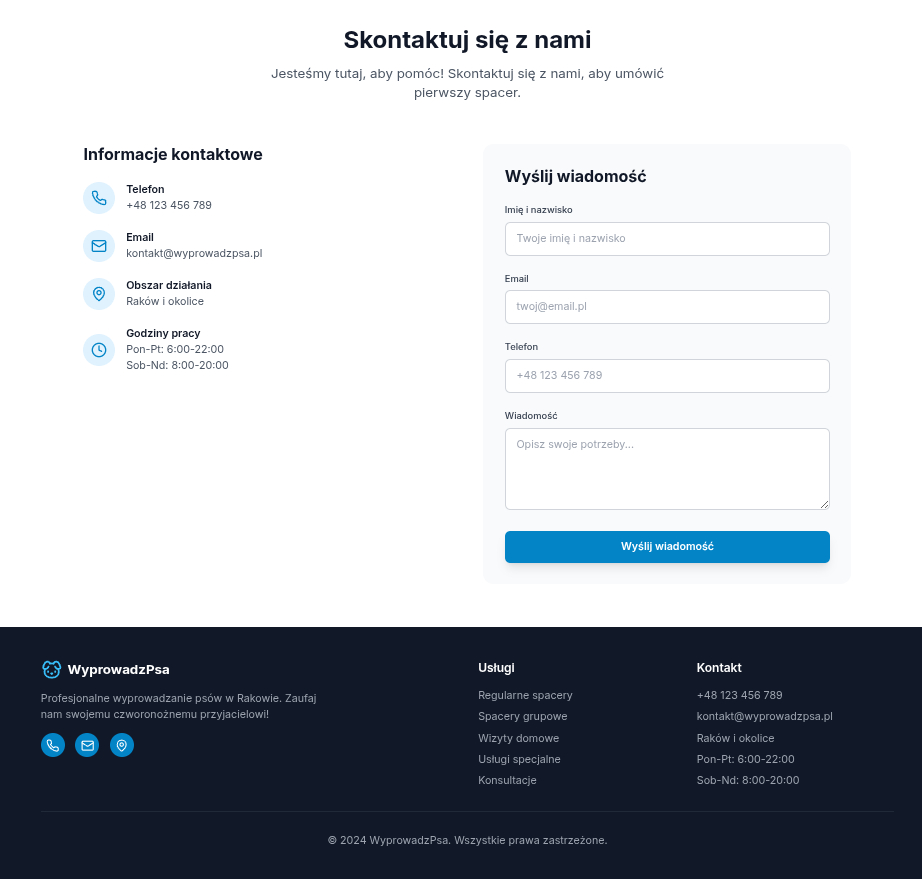 Skontaktuj się z nami
Jesteśmy tutaj, aby pomóc! Skontaktuj się z nami, aby umówić
pierwszy spacer.
Informacje kontaktowe
Telefon
+48 123 456 789
Email
kontakt@wyprowadzpsa.pl
Obszar działania
Raków i okolice
Godziny pracy
Pon-Pt: 6:00-22:00
Sob-Nd: 8:00-20:00
Wyślij wiadomość
Imię i nazwisko
Twoje imię i nazwisko
Email
twoj@email.pl
Telefon
+48 123 456 789
Wiadomość
Opisz swoje potrzeby...
Wyślij wiadomość
WyprowadzPsa
Profesjonalne wyprowadzanie psów w Rakowie. Zaufaj
nam swojemu czworonożnemu przyjacielowi!
Usługi
Regularne spacery
Spacery grupowe
Wizyty domowe
Usługi specjalne
Konsultacje
Kontakt
+48 123 456 789
kontakt@wyprowadzpsa.pl
Raków i okolice
Pon-Pt: 6:00-22:00
Sob-Nd: 8:00-20:00
© 2024 WyprowadzPsa. Wszystkie prawa zastrzeżone.